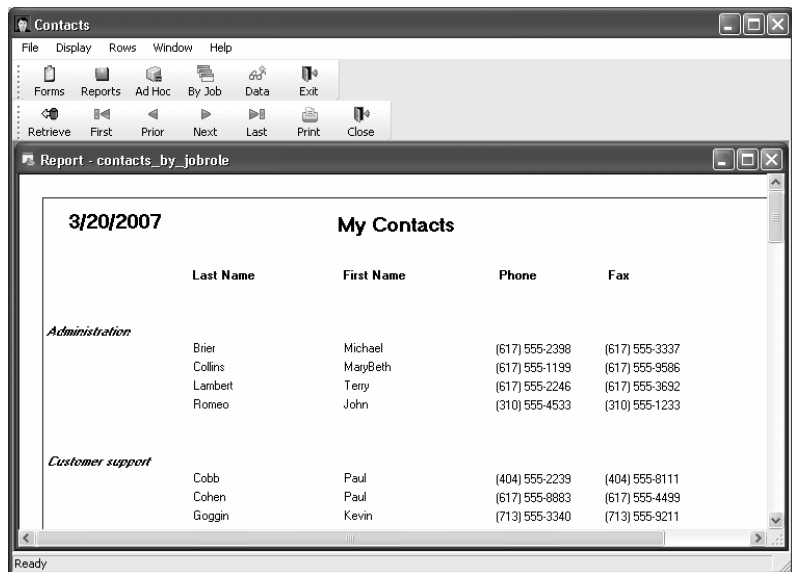 Contacts
File Display Rows Window Help
Forms Reports Ad Hoc By Job Data Exit
Retrieve First Prior Next Last Print Close
Report - contacts_by_jobrole
3/20/2007 My Contacts
Last Name First Name Phone Fax
Administration
Brier Michael (617) 555-2398 (617) 555-3337
Collins MaryBeth (617) 555-1199 (617) 555-9586
Lambert Terry (617) 555-2246 (617) 555-3692
Romeo John (310) 555-4533 (310) 555-1233
Customer support
Cobb Paul (404) 555-2239 (404) 555-8111
Cohen Paul (617) 555-8883 (617) 555-4499
Goggin Kevin (713) 555-3340 (713) 555-9211
Ready